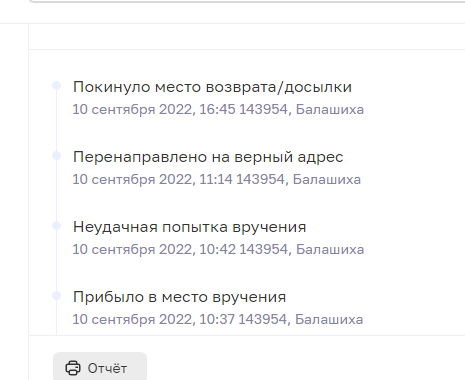 Покинуло место возврата/досылки
10 сентября 2022, 16:45 143954, Балашиха
Перенаправлено на верный адрес
10 сентября 2022, 11:14 143954, Балашиха
Неудачная попытка вручения
10 сентября 2022, 10:42 143954, Балашиха
Прибыло в место вручения
10 сентября 2022, 10:37 143954, Балашиха
Отчёт